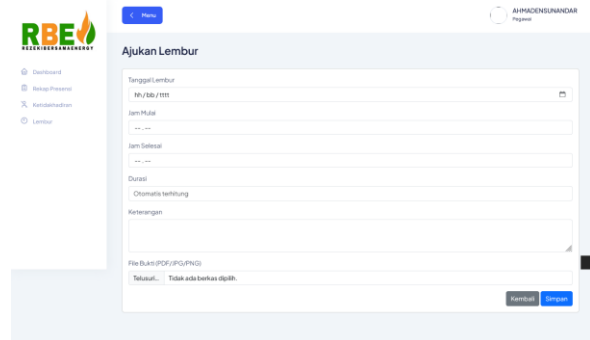 RBE
REZEKIBERSAMAENERGY
Dashboard
Rekap Presensi
Ketidakhadiran
Lembur
Menu
AHMADENSUNANDAR
Pegawai
Ajukan Lembur
Tanggal Lembur
hh / bb / tttt
Jam Mulai
-- . --
Jam Selesai
-- . --
Durasi
Otomatis terhitung
Keterangan
File Bukti (PDF/JPG/PNG)
Telusuri... Tidak ada berkas dipilih.
Kembali Simpan